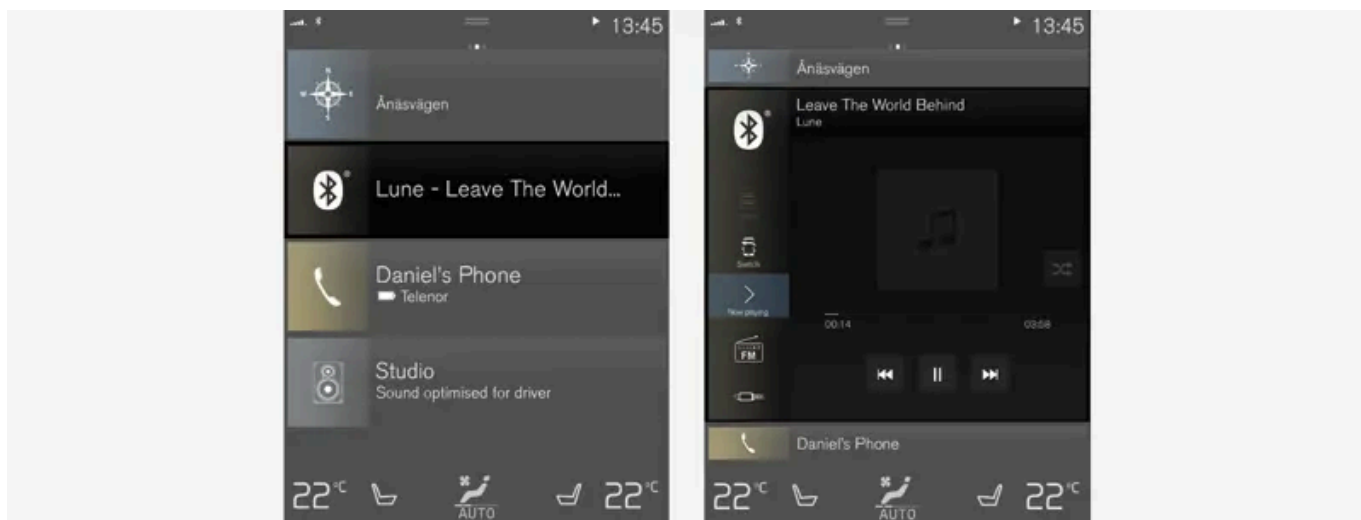 13:45
N
Ånäsvägen
Lune - Leave The World...
Daniel's Phone
Telenor
Studio
Sound optimised for driver
22°C
AUTO
22°C
13:45
Ånäsvägen
Leave The World Behind
Lune
Switch
Now playing
00:14
03:58
FM
Daniel's Phone
22°C
AUTO
22°C